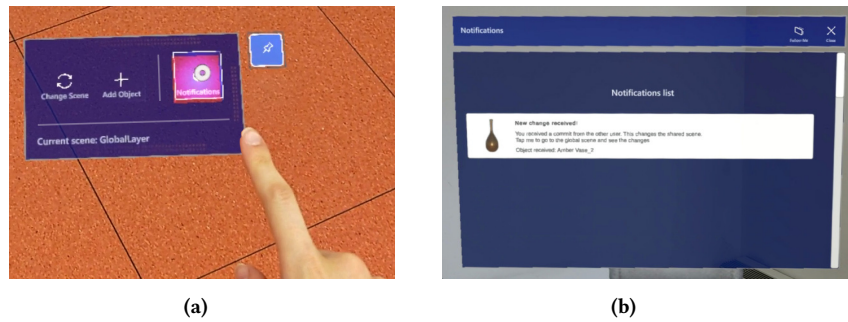 Change Scene
Add Object
Notifications
Current scene: GlobalLayer
(a)
Notifications
Follow Me
Close
Notifications list
New change received!
You received a commit from the other user. This changes the shared scene.
Tap me to go to the global scene and see the changes
Object received: Amber Vase_2
(b)